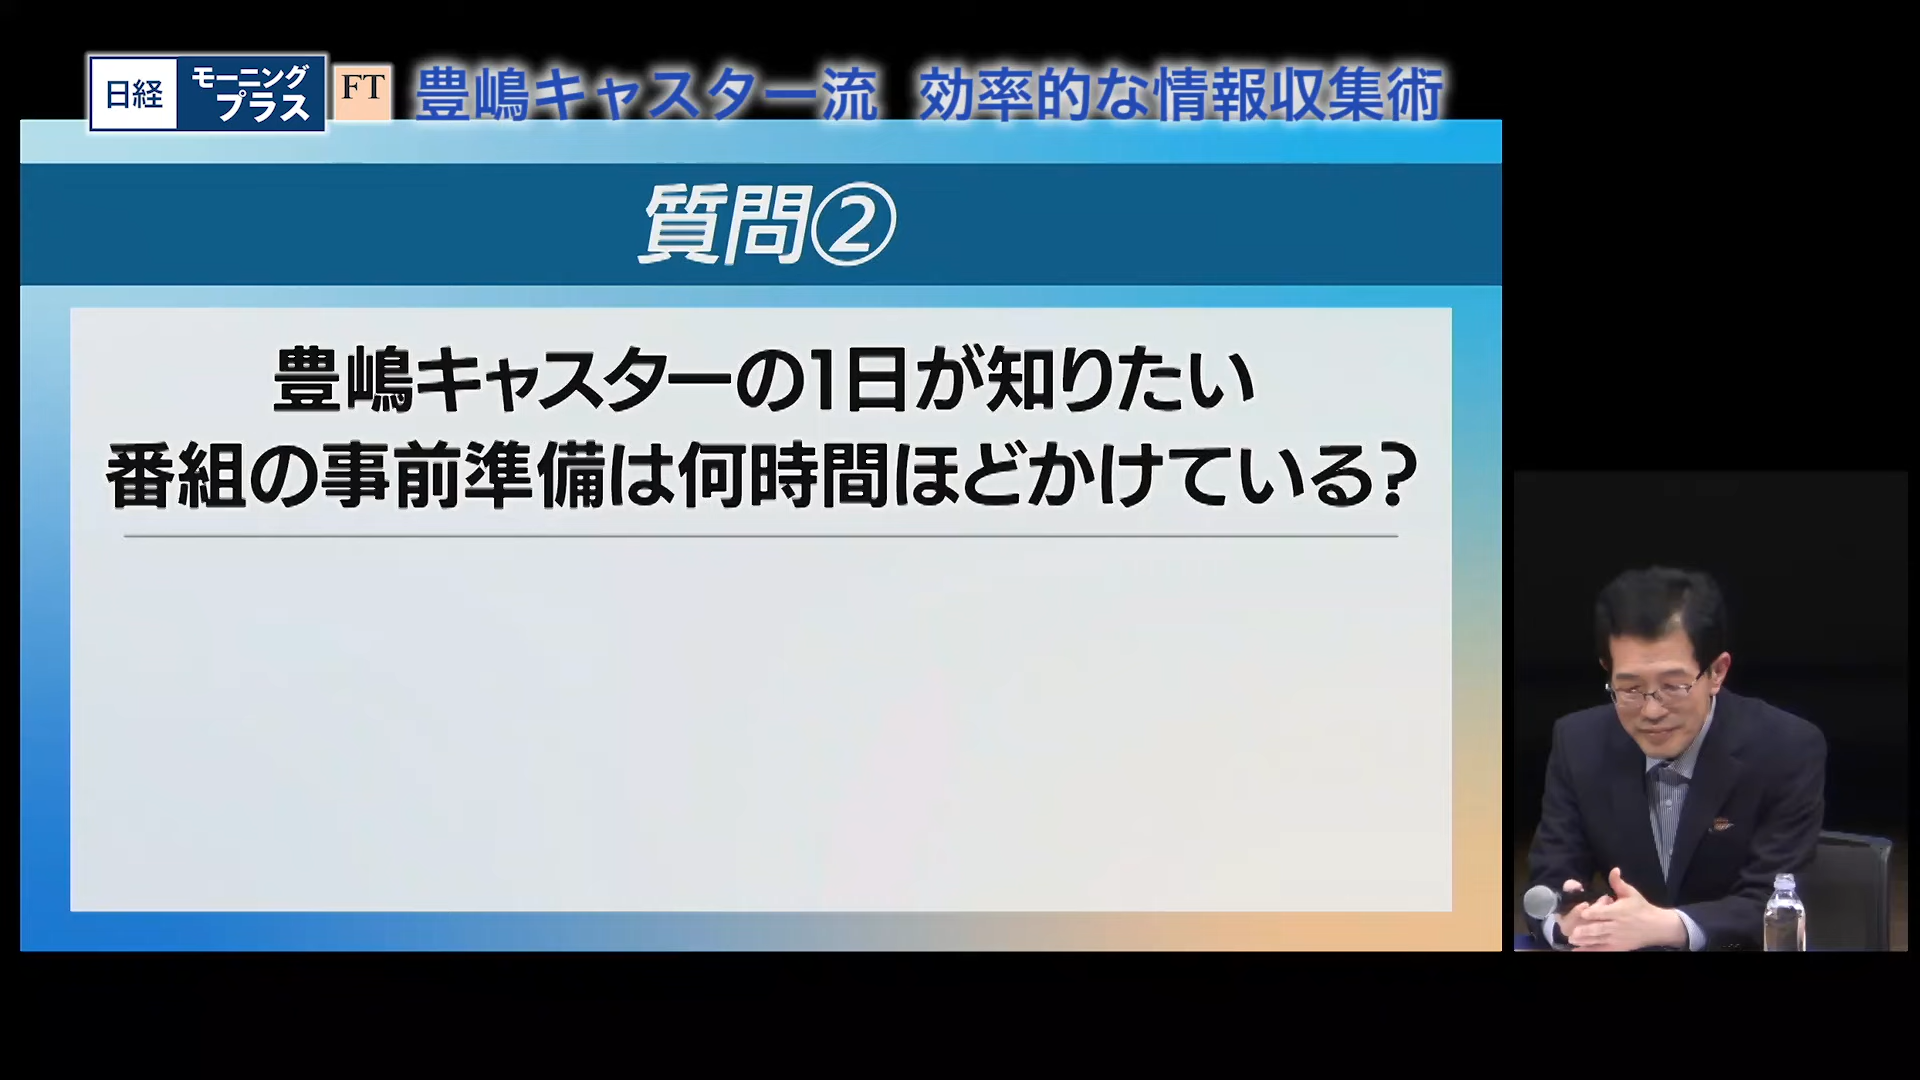 日経
モーニング
プラス
FT
豊嶋キャスター流 効率的な情報収集術
質問②
豊嶋キャスターの1日が知りたい
番組の事前準備は何時間ほどかけている?